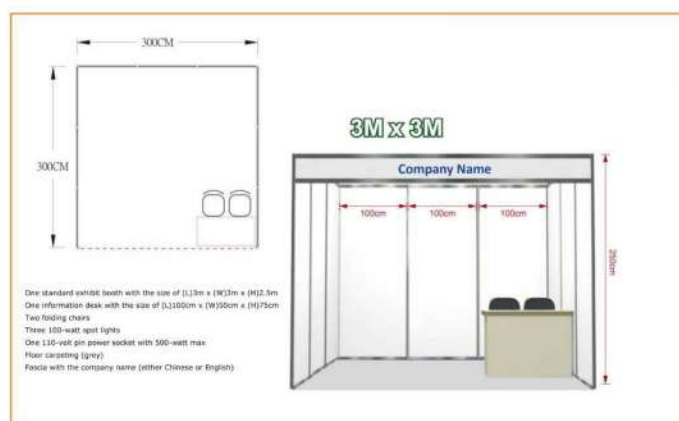 300CM
300CM
3M x 3M
Company Name
100cm
100cm
100cm
250cm
One standard exhibit booth with the size of (L)3m x (W)3m x (H)2.5m
One information desk with the size of (L)100cm x (W)50cm x (H)75cm
Two folding chairs
Three 100-watt spot lights
One 110-volt pin power socket with 500-watt max
Floor carpeting (grey)
Fascia with the company name (either Chinese or English)